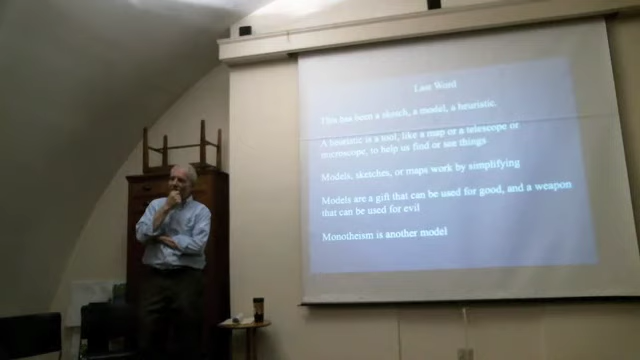 Last Word
This has been a sketch, a model, a heuristic.
A heuristic is a tool, like a map or a telescope or
microscope, to help us find or see things
Models, sketches, or maps work by simplifying
Models are a gift that can be used for good, and a weapon
that can be used for evil
Monotheism is another model